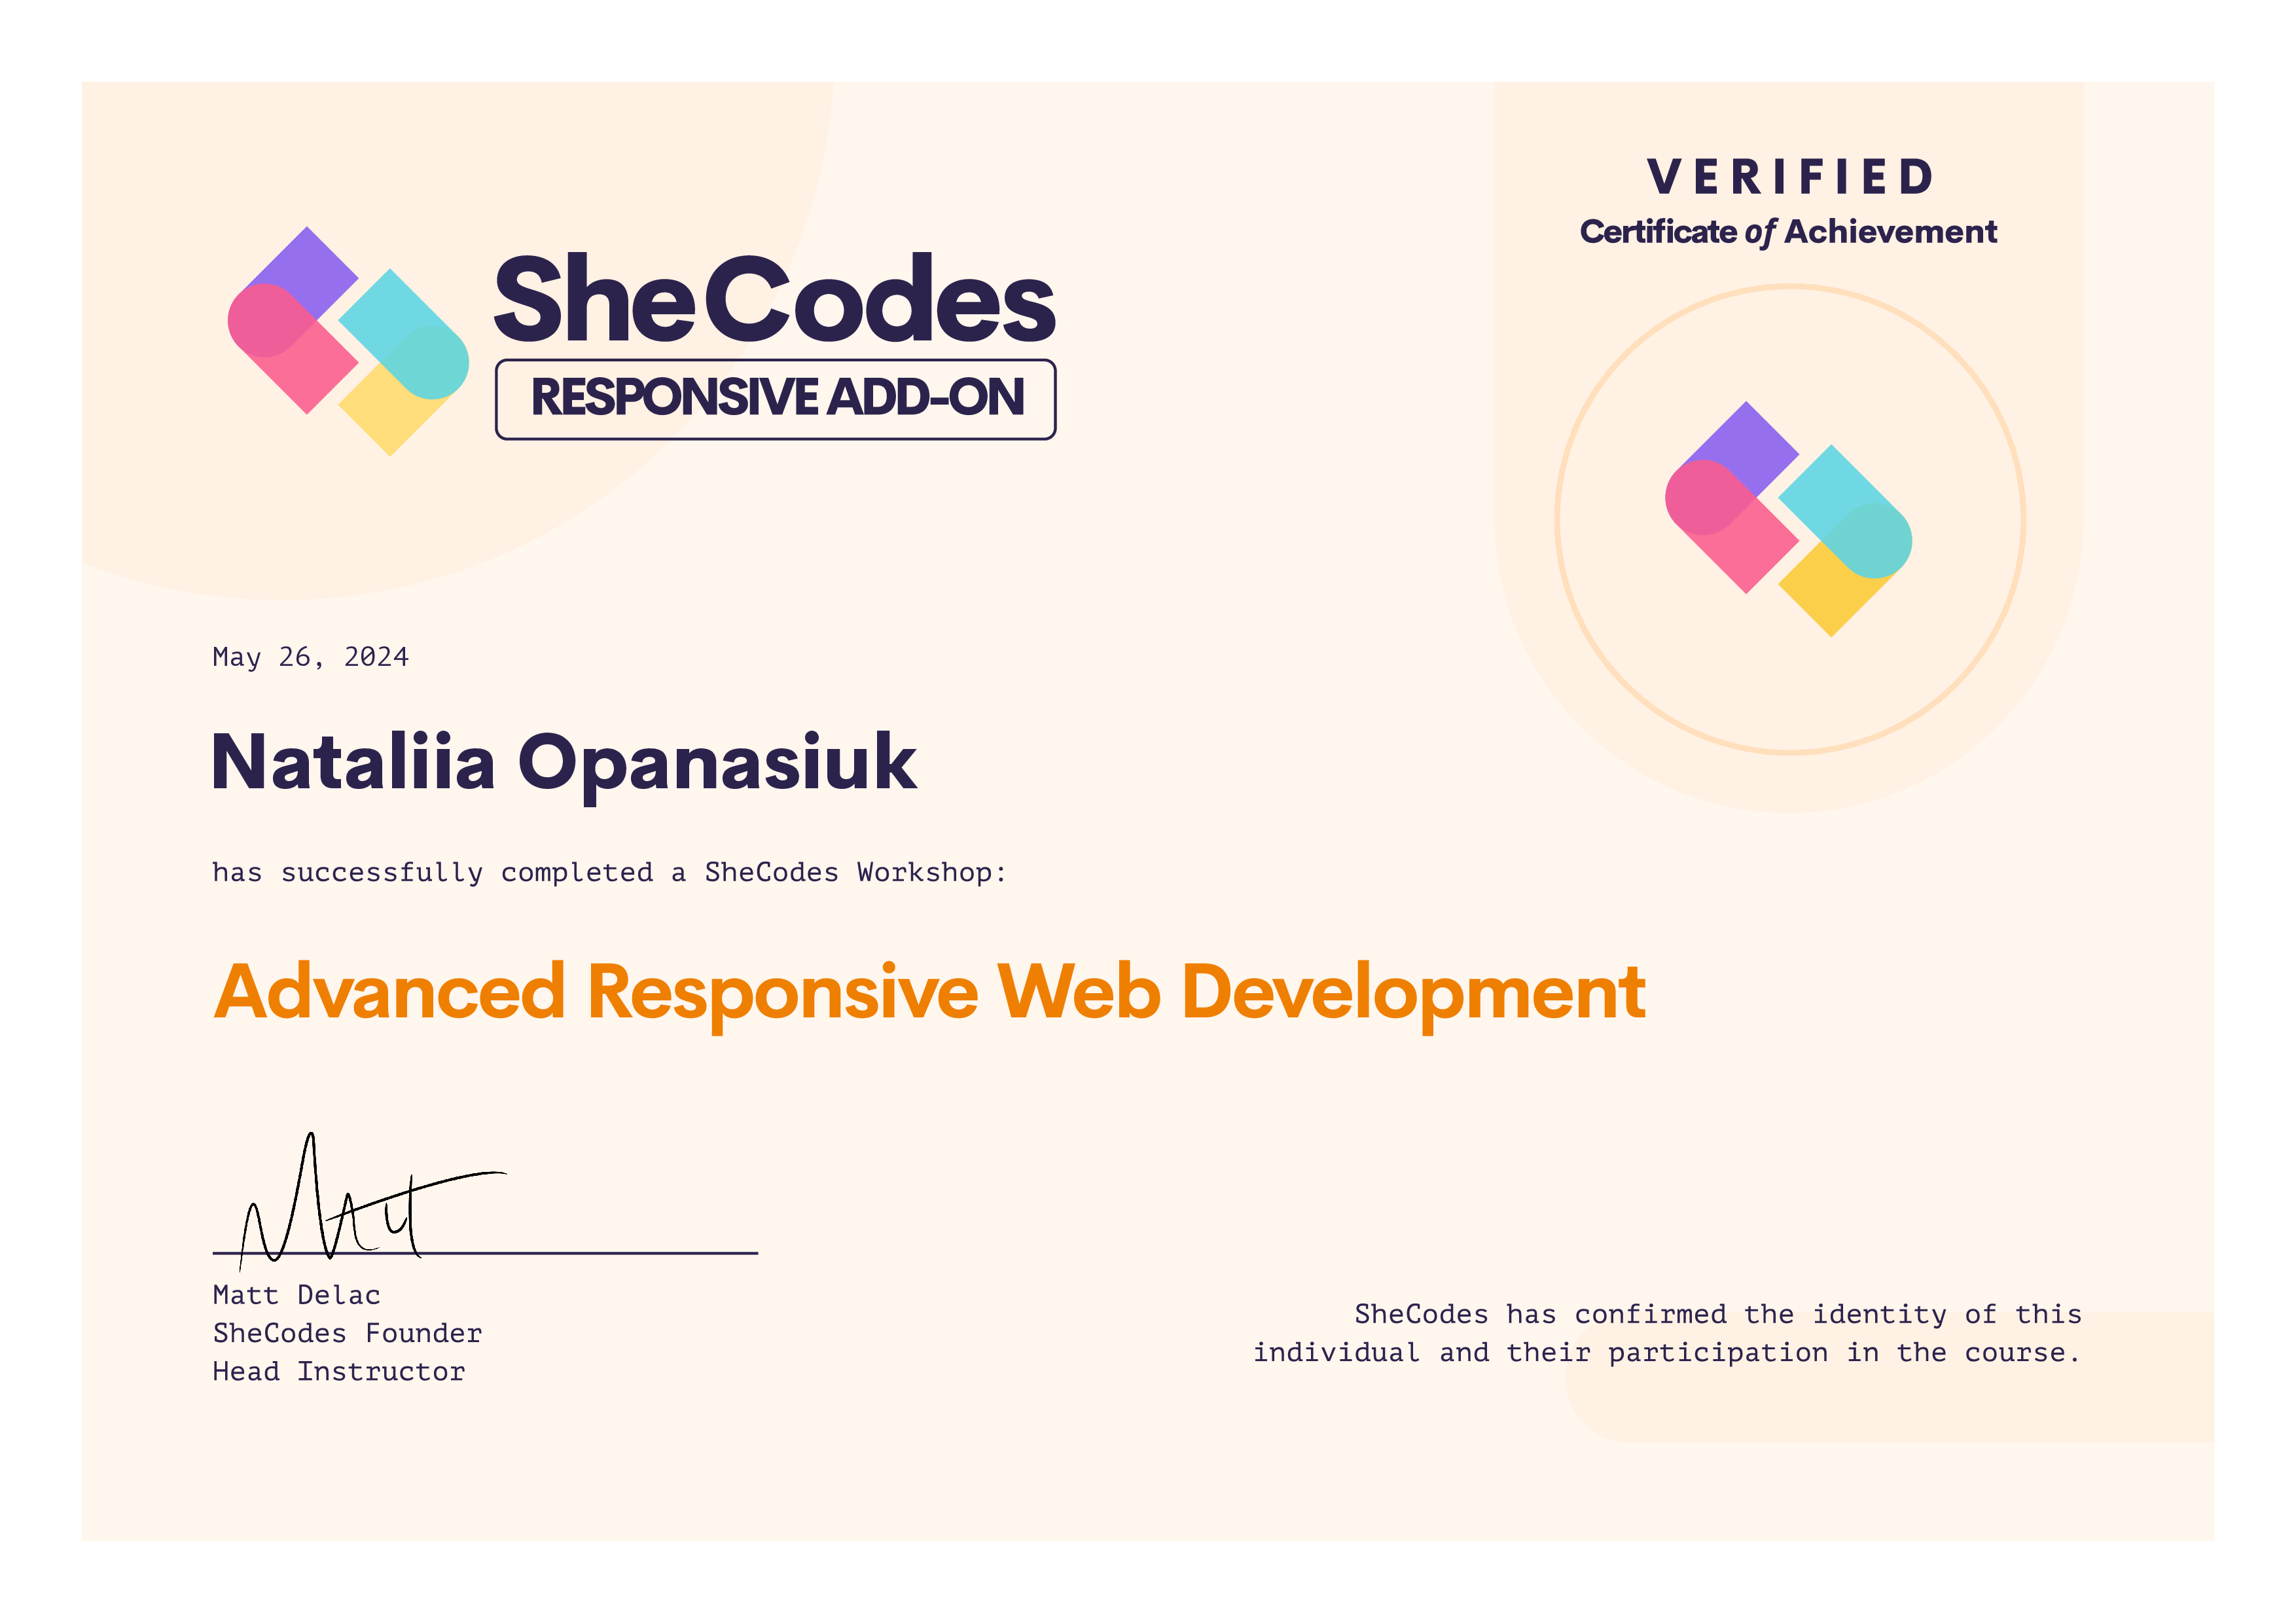 VERIFIED
Certificate of Achievement
SheCodes
RESPONSIVE ADD-ON
May 26, 2024
Nataliia Opanasiuk
has successfully completed a SheCodes Workshop:
Advanced Responsive Web Development
Matt
Matt Delac
SheCodes Founder
Head Instructor
SheCodes has confirmed the identity of this
individual and their participation in the course.